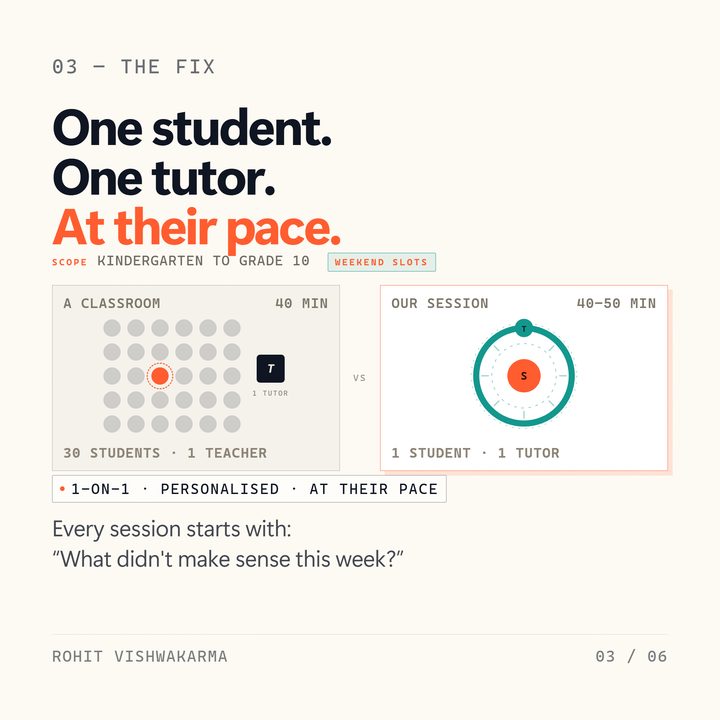 03 — THE FIX
One student.
One tutor.
At their pace.
SCOPE KINDERGARTEN TO GRADE 10 WEEKEND SLOTS
A CLASSROOM 40 MIN
T
1 TUTOR
30 STUDENTS · 1 TEACHER
VS
OUR SESSION 40–50 MIN
T
S
1 STUDENT · 1 TUTOR
• 1-ON-1 · PERSONALISED · AT THEIR PACE
Every session starts with:
“What didn't make sense this week?”
ROHIT VISHWAKARMA 03 / 06